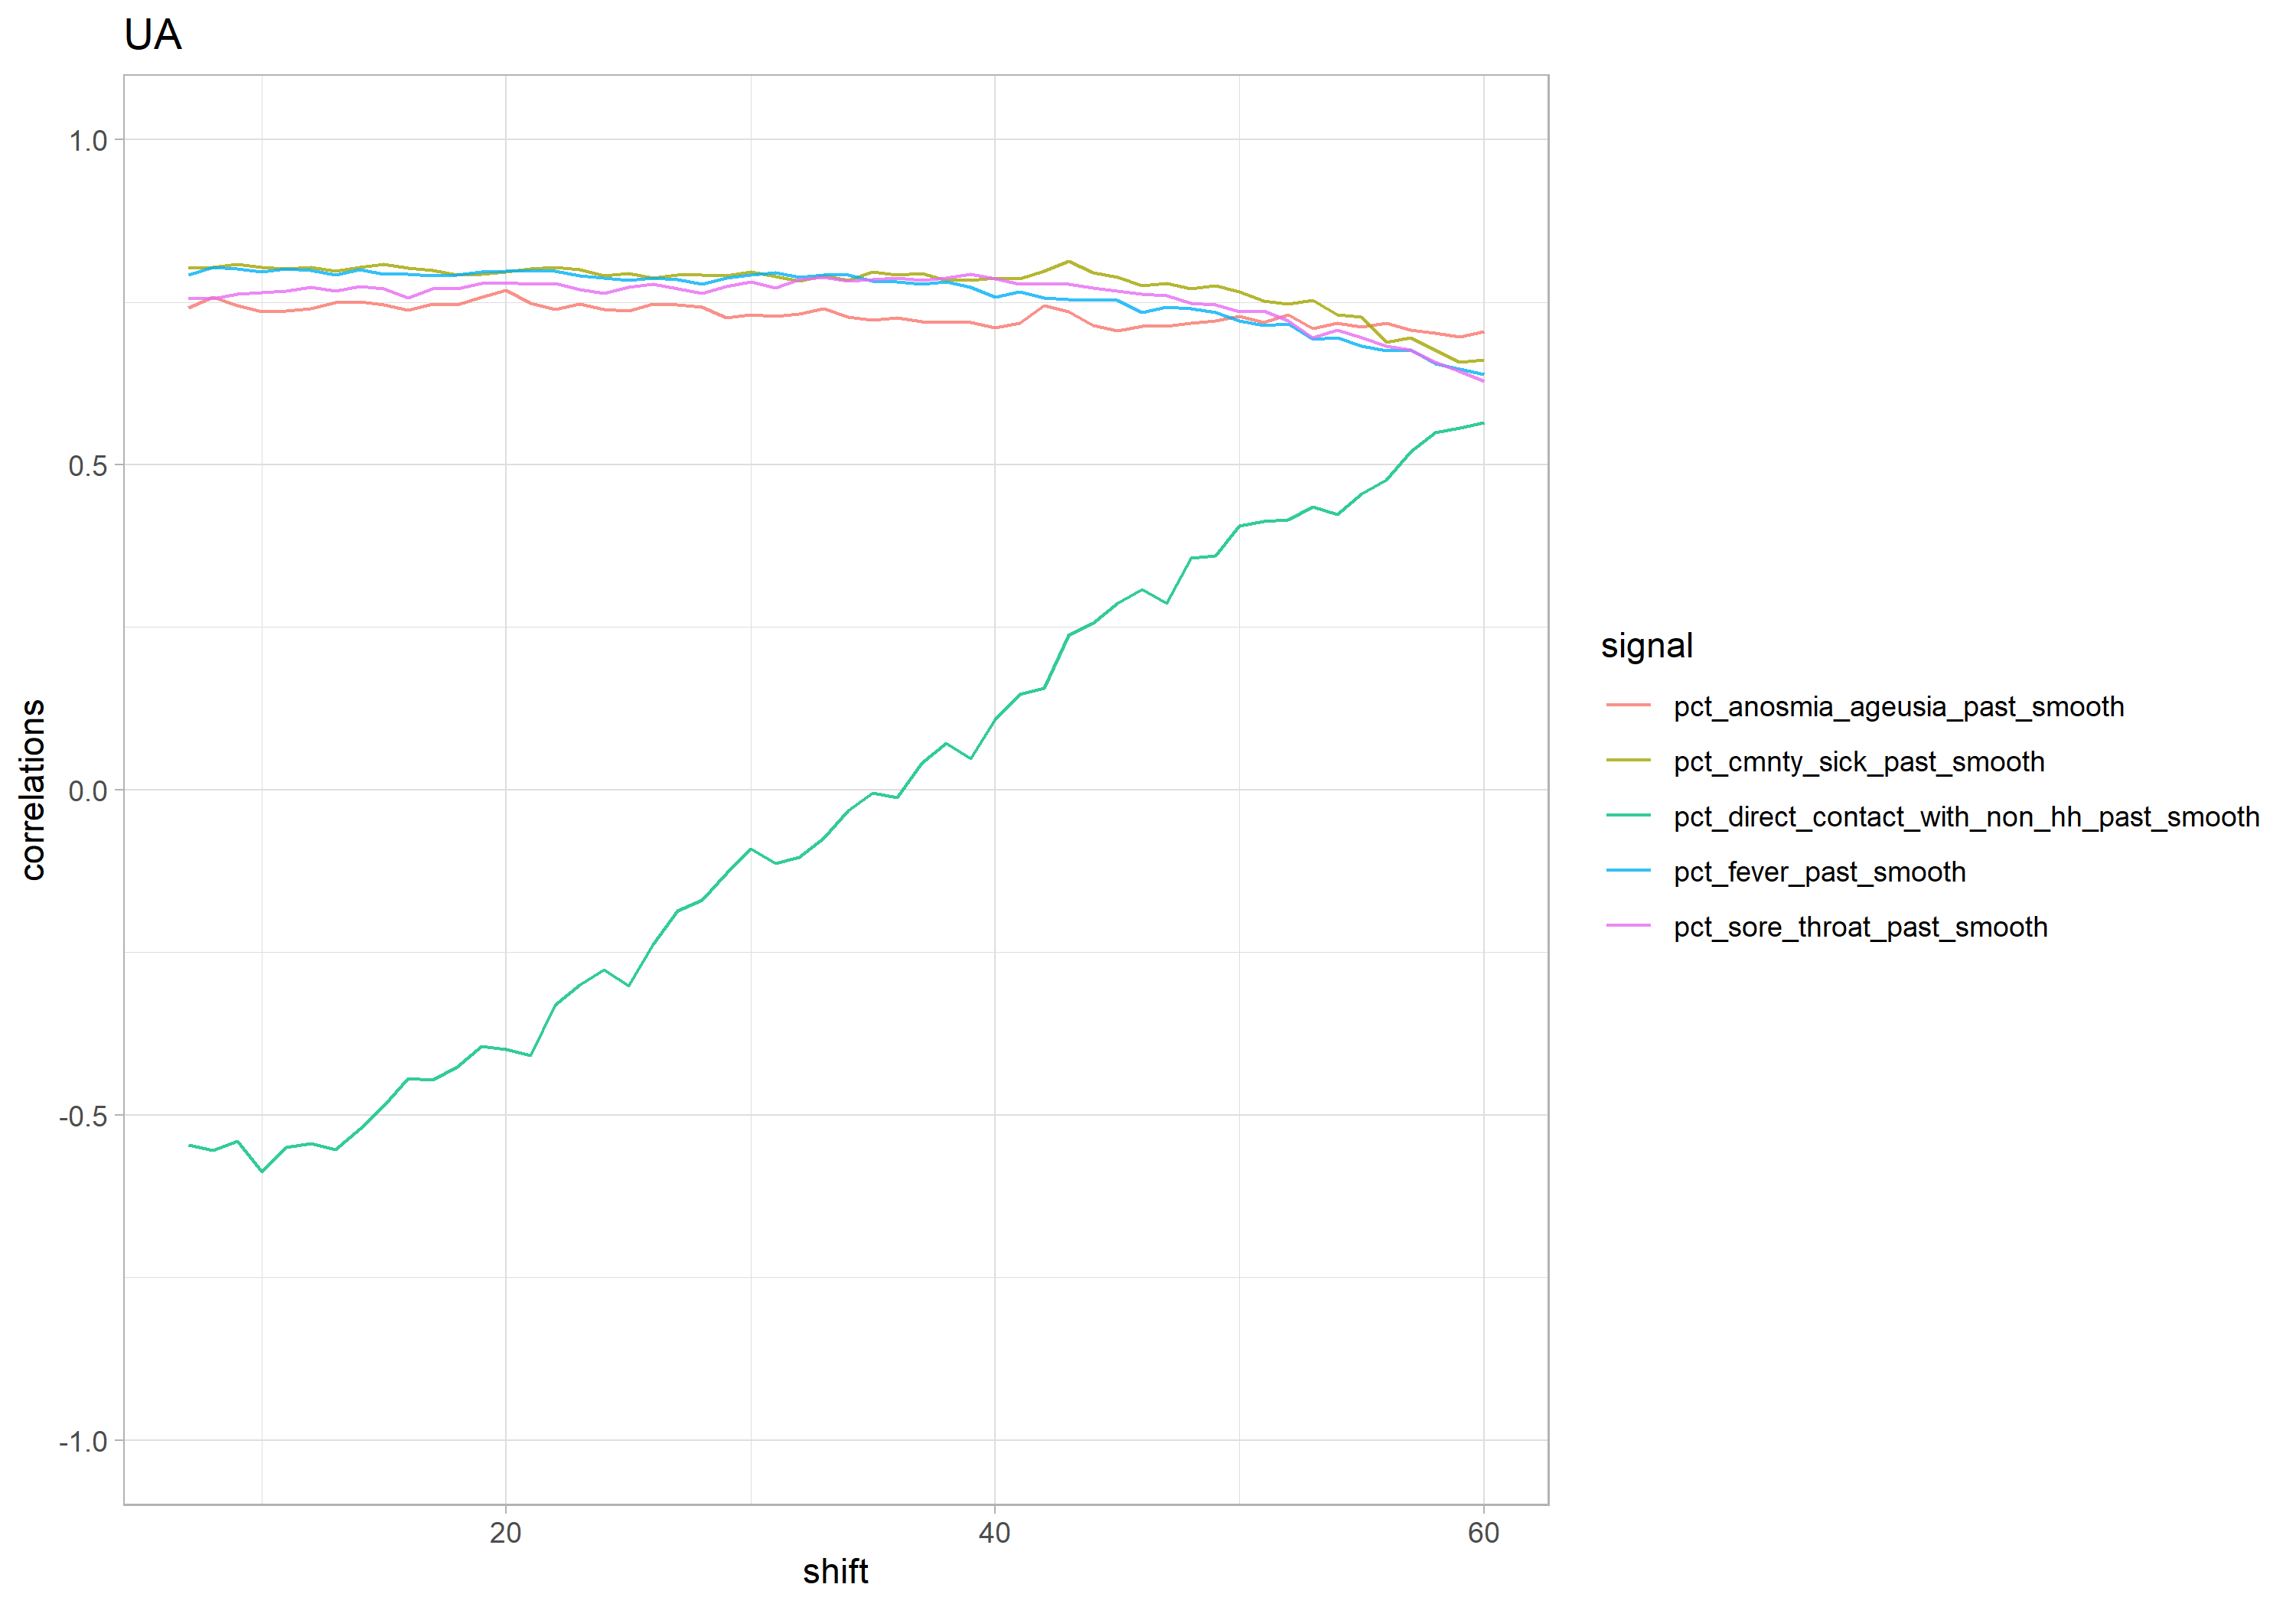 UA
1.0
0.5
0.0
-0.5
-1.0
correlations
20
40
60
shift
signal
pct_anosmia_ageusia_past_smooth
pct_cmnty_sick_past_smooth
pct_direct_contact_with_non_hh_past_smooth
pct_fever_past_smooth
pct_sore_throat_past_smooth